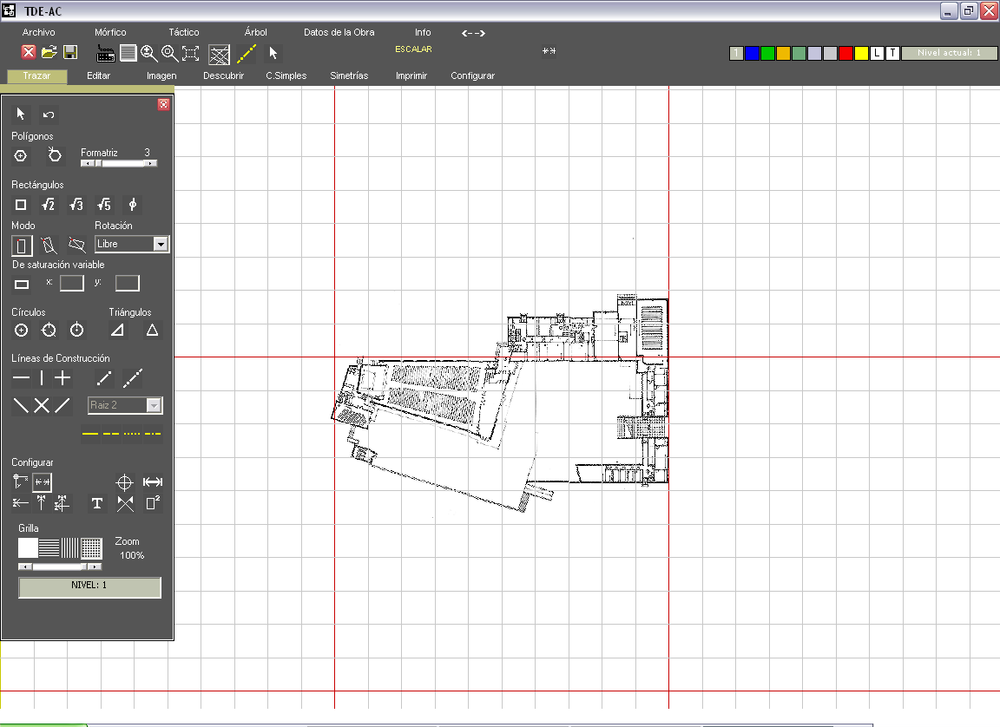 TDE-AC
Archivo Mórfico Táctico Árbol Datos de la Obra Info <-->
ESCALAR
1 L T Nivel actual: 1
Trazar Editar Imagen Descubrir C.Simples Simetrías Imprimir Configurar
Polígonos
Formatriz 3
Rectángulos
√2 √3 √5 ϕ
Modo Rotación
Libre
De saturación variable
x: y:
Círculos Triángulos
Líneas de Construcción
Raiz 2
Configurar
T 2
Grilla
Zoom
100%
NIVEL: 1